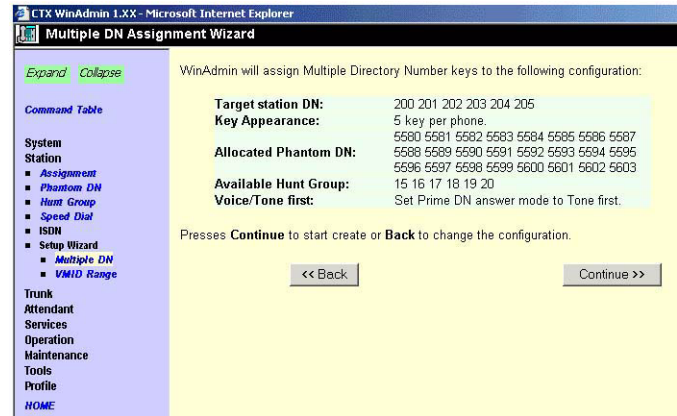 CTX WinAdmin 1.XX - Microsoft Internet Explorer
Multiple DN Assignment Wizard
Expand Collapse
Command Table
System
Station
Assignment
Phantom DN
Hunt Group
Speed Dial
ISDN
Setup Wizard
Multiple DN
VMID Range
Trunk
Attendant
Services
Operation
Maintenance
Tools
Profile
HOME
WinAdmin will assign Multiple Directory Number keys to the following configuration:
Target station DN: 200 201 202 203 204 205
Key Appearance: 5 key per phone.
Allocated Phantom DN: 5580 5581 5582 5583 5584 5585 5586 5587
5588 5589 5590 5591 5592 5593 5594 5595
5596 5597 5598 5599 5600 5601 5602 5603
Available Hunt Group: 15 16 17 18 19 20
Voice/Tone first: Set Prime DN answer mode to Tone first.
Presses Continue to start create or Back to change the configuration.
<< Back
Continue >>